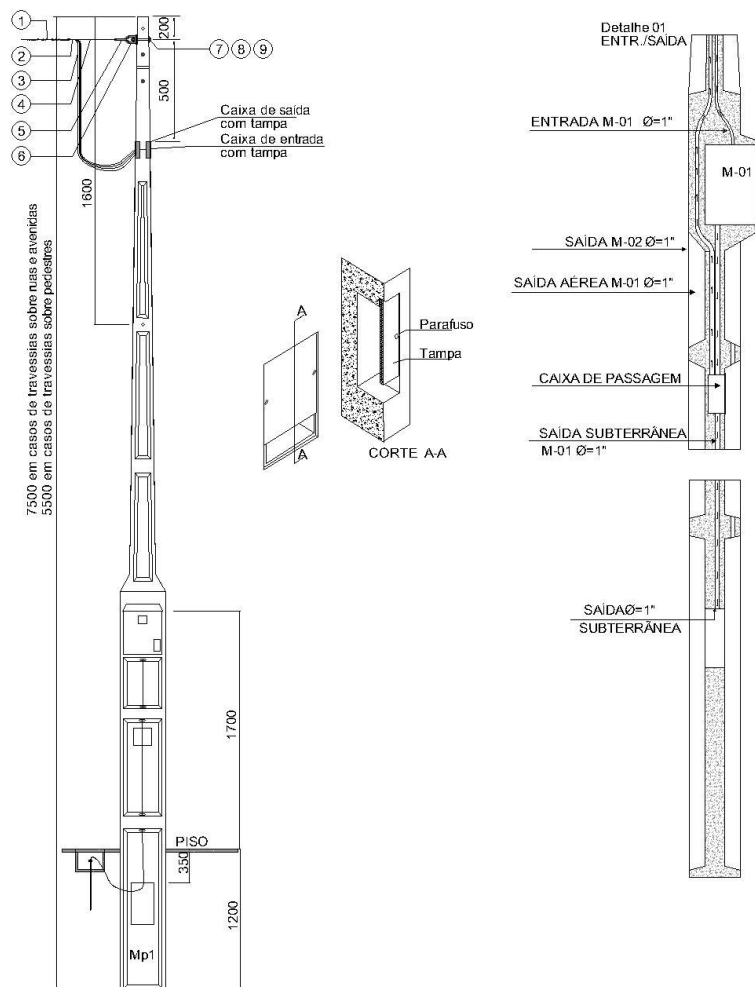 1
2
3
4
5
6
7 8 9
200
500
Caixa de saída
com tampa
Caixa de entrada
com tampa
1600
7500 em casos de travessias sobre ruas e avenidas
5500 em casos de travessias sobre pedestres
A
A
Parafuso
Tampa
CORTE A-A
1700
PISO
350
1200
Mp1
Detalhe 01
ENTR./SAÍDA
ENTRADA M-01 Ø=1"
M-01
SAÍDA M-02 Ø=1"
SAÍDA AÉREA M-01 Ø=1"
CAIXA DE PASSAGEM
SAÍDA SUBTERRÂNEA
M-01 Ø=1"
SAÍDAØ=1"
SUBTERRÂNEA